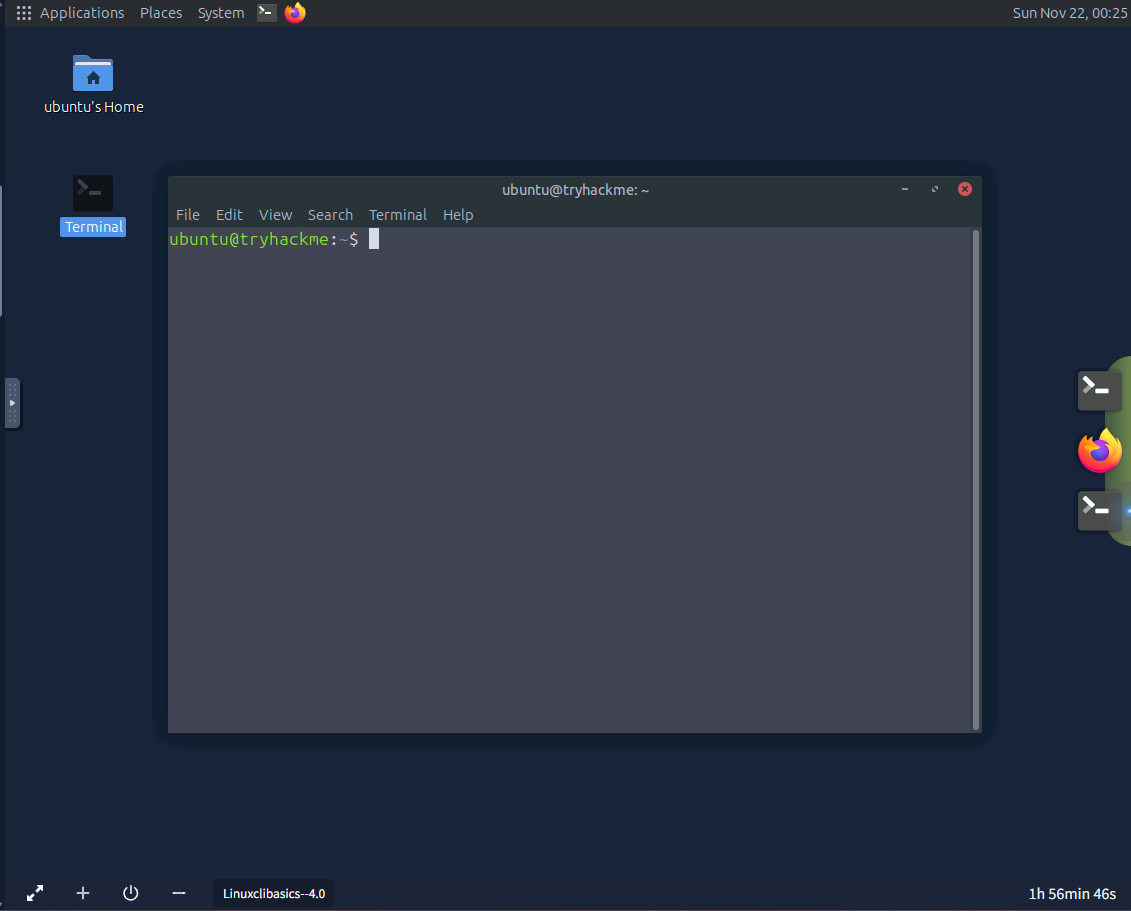 Applications Places System Sun Nov 22, 00:25
ubuntu's Home
Terminal
ubuntu@tryhackme: ~
File Edit View Search Terminal Help
ubuntu@tryhackme:~$
Linuxclibasics--4.0
1h 56min 46s